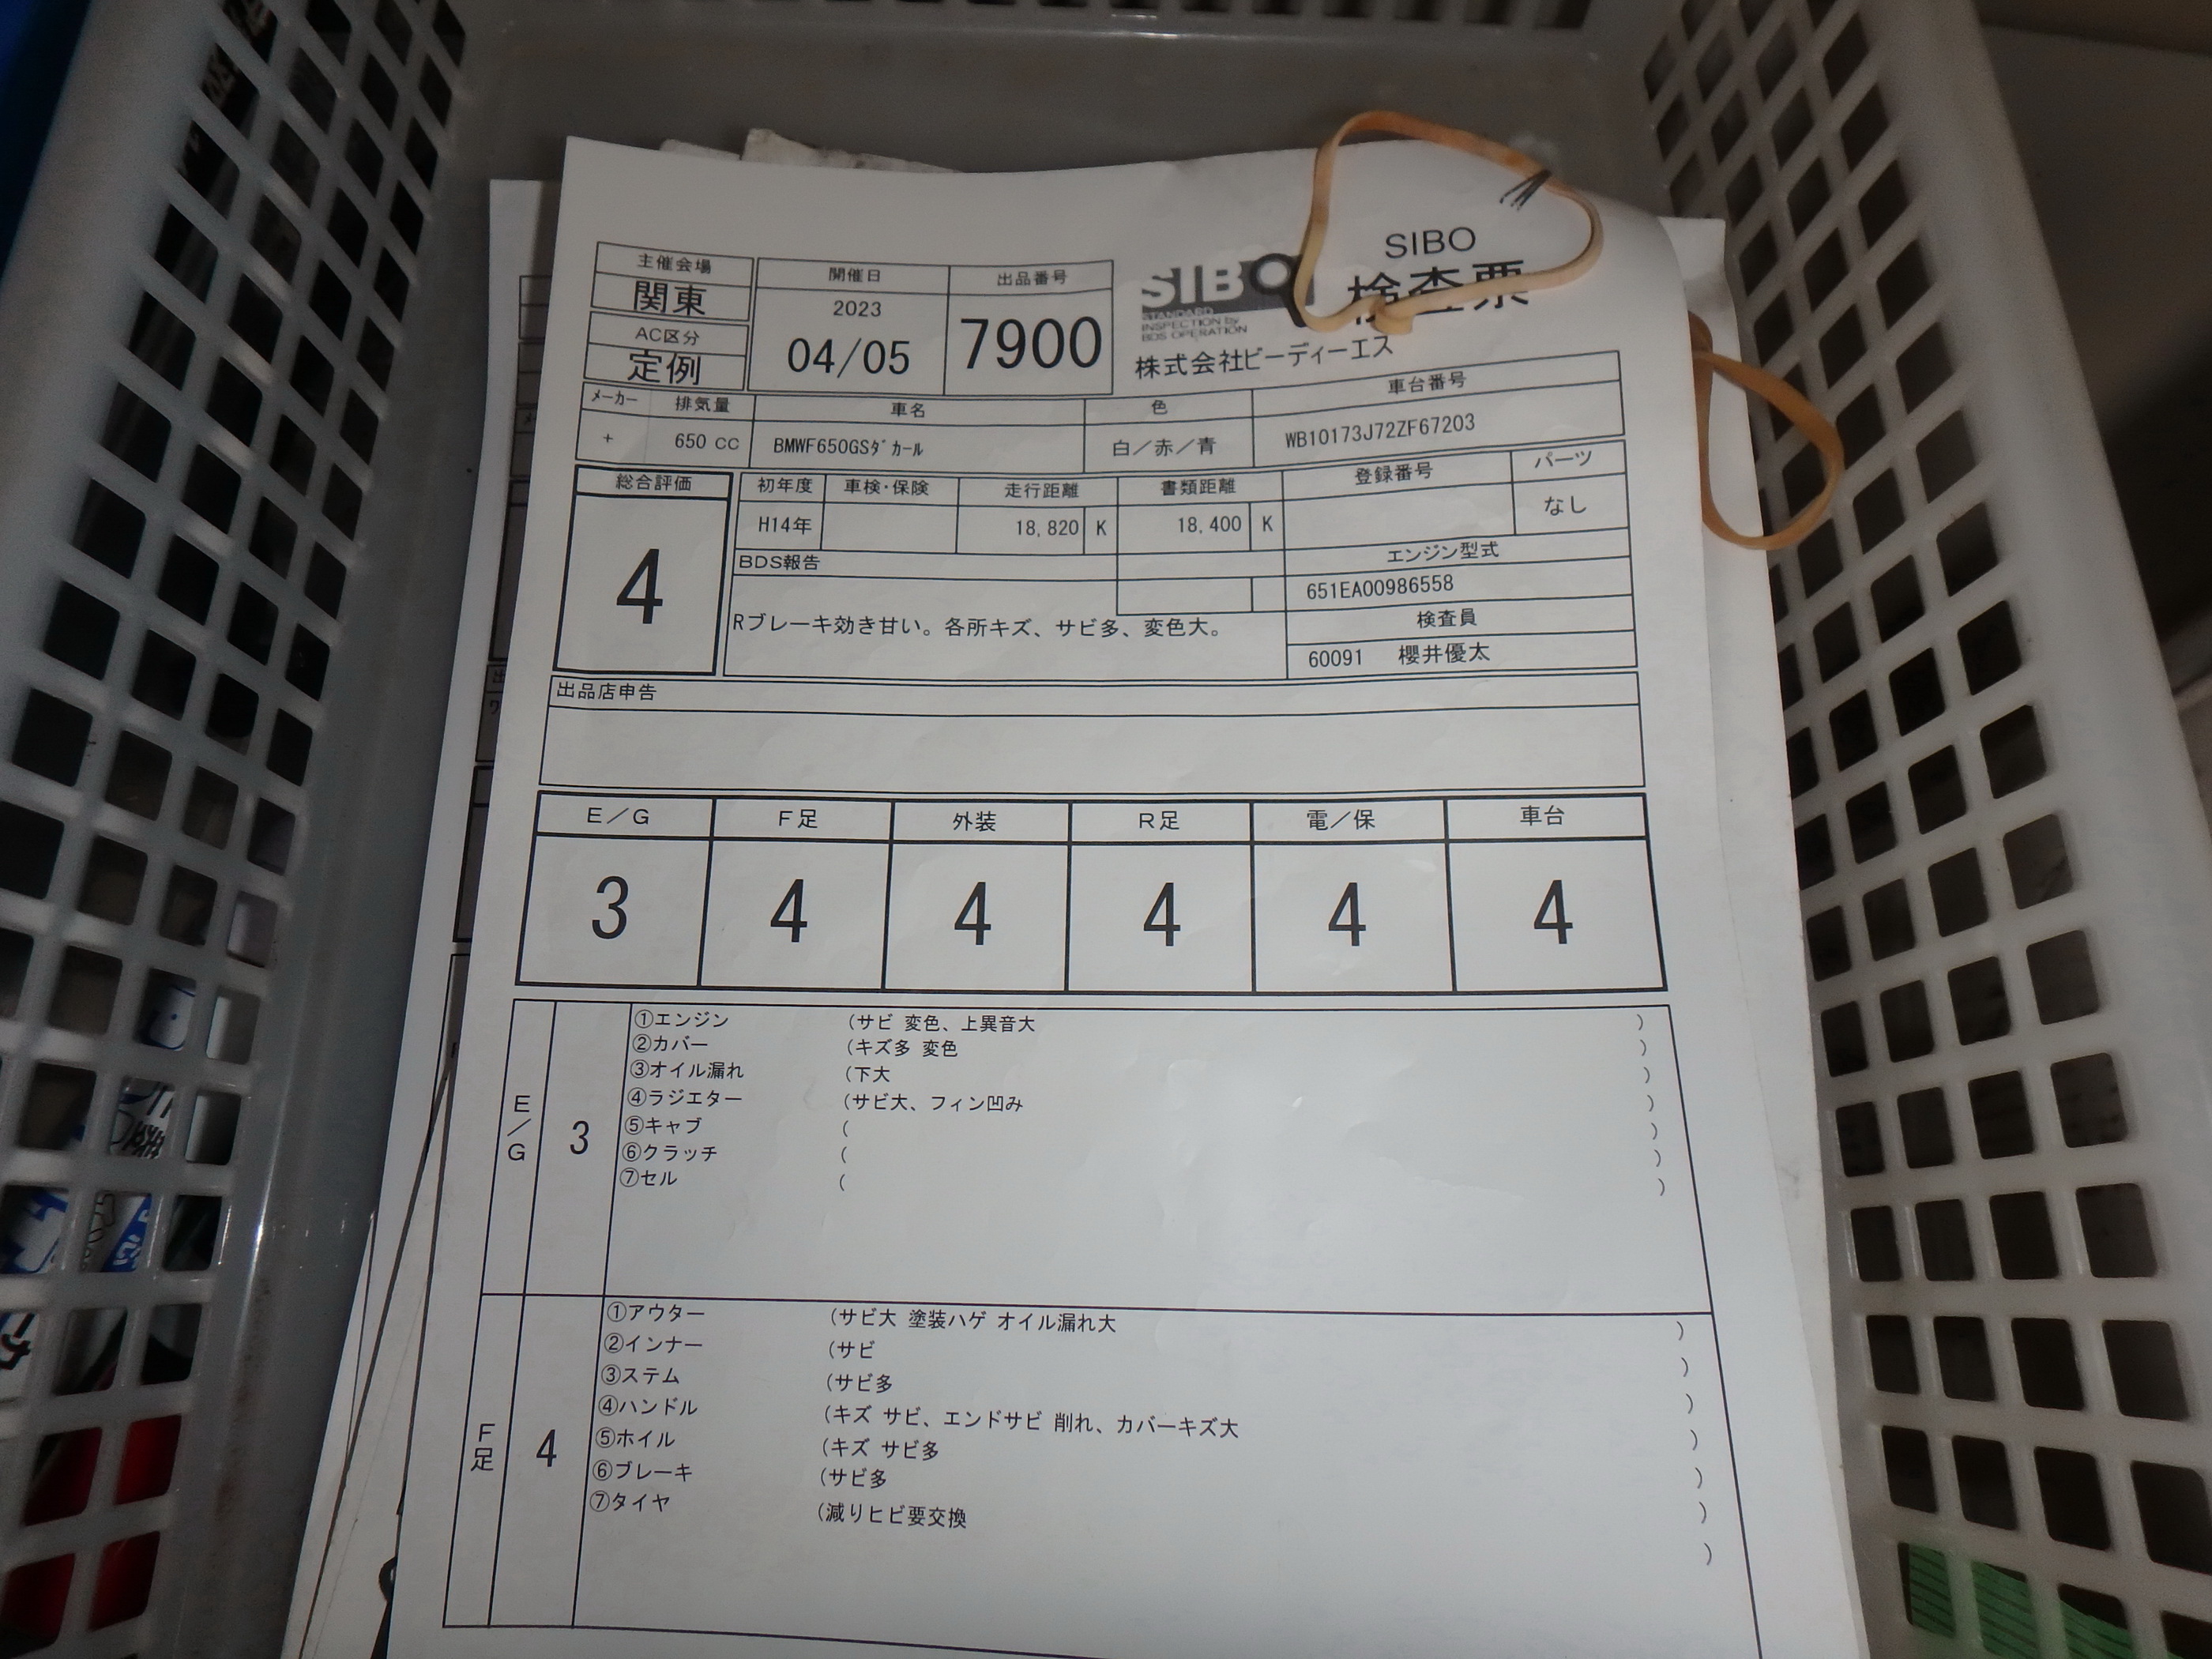 SIBO
検査票
主催会場
関東
AC区分
定例
開催日
2023
04/05
出品番号
7900
SIBO
STANDARD
INSPECTION by
BDS OPERATION
株式会社ビーディーエス
メーカー 排気量 車名 色 車台番号
+ 650 CC BMWF650GSダカール 白/赤/青 WB10173J72ZF67203
総合評価
4
初年度 車検・保険 走行距離 書類距離 登録番号 パーツ
H14年 18,820 K 18,400 K なし
BDS報告
エンジン型式
651EA00986558
Rブレーキ効き甘い。各所キズ、サビ多、変色大。
検査員
60091 櫻井優太
出品店申告
E/G F足 外装 R足 電/保 車台
3 4 4 4 4 4
E/G
3
①エンジン (サビ 変色、上異音大 )
②カバー (キズ多 変色 )
③オイル漏れ (下大 )
④ラジエター (サビ大、フィン凹み )
⑤キャブ ( )
⑥クラッチ ( )
⑦セル ( )
F足
4
①アウター (サビ大 塗装ハゲ オイル漏れ大 )
②インナー (サビ )
③ステム (サビ多 )
④ハンドル (キズ サビ、エンドサビ 削れ、カバーキズ大 )
⑤ホイル (キズ サビ多 )
⑥ブレーキ (サビ多 )
⑦タイヤ (減りヒビ要交換 )